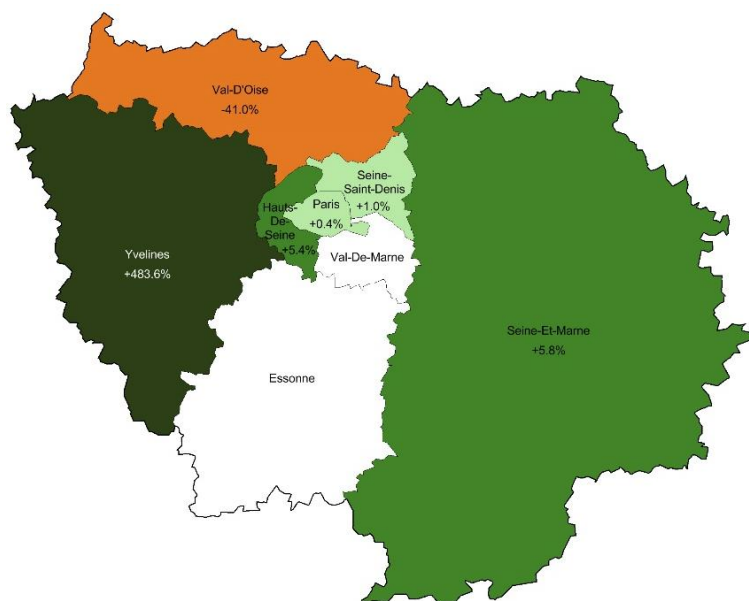 Val-D'Oise
-41.0%
Seine-
Saint-Denis
+1.0%
Paris
+0.4%
Hauts-
De-
Seine
+5.4%
Val-De-Marne
Yvelines
+483.6%
Seine-Et-Marne
+5.8%
Essonne